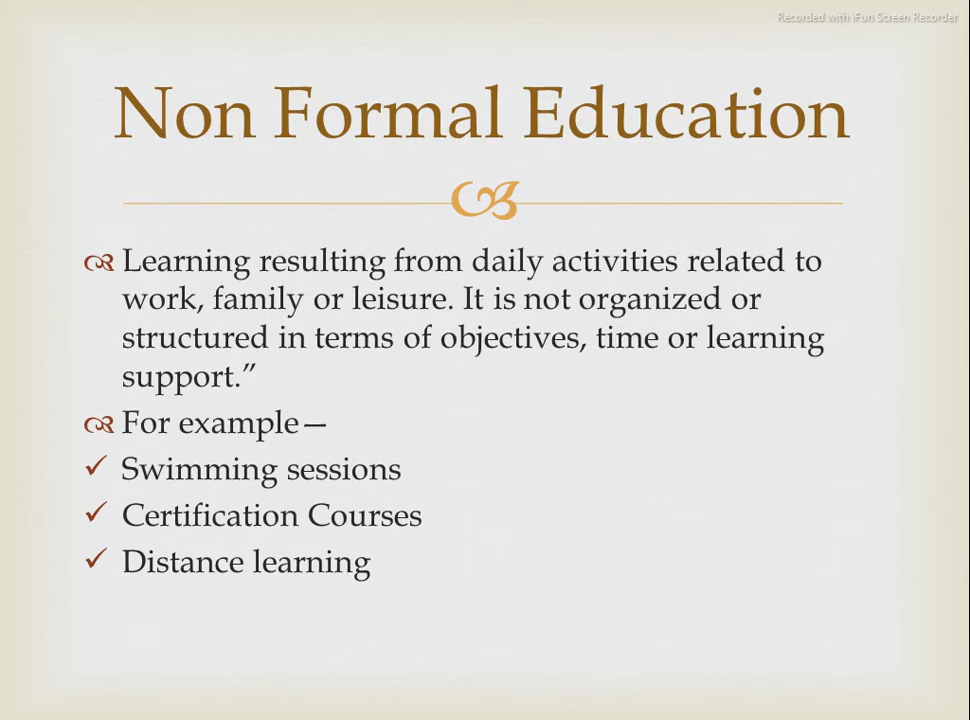 Recorded with iFun Screen Recorder
Non Formal Education
Learning resulting from daily activities related to
work, family or leisure. It is not organized or
structured in terms of objectives, time or learning
support.”
For example—
Swimming sessions
Certification Courses
Distance learning